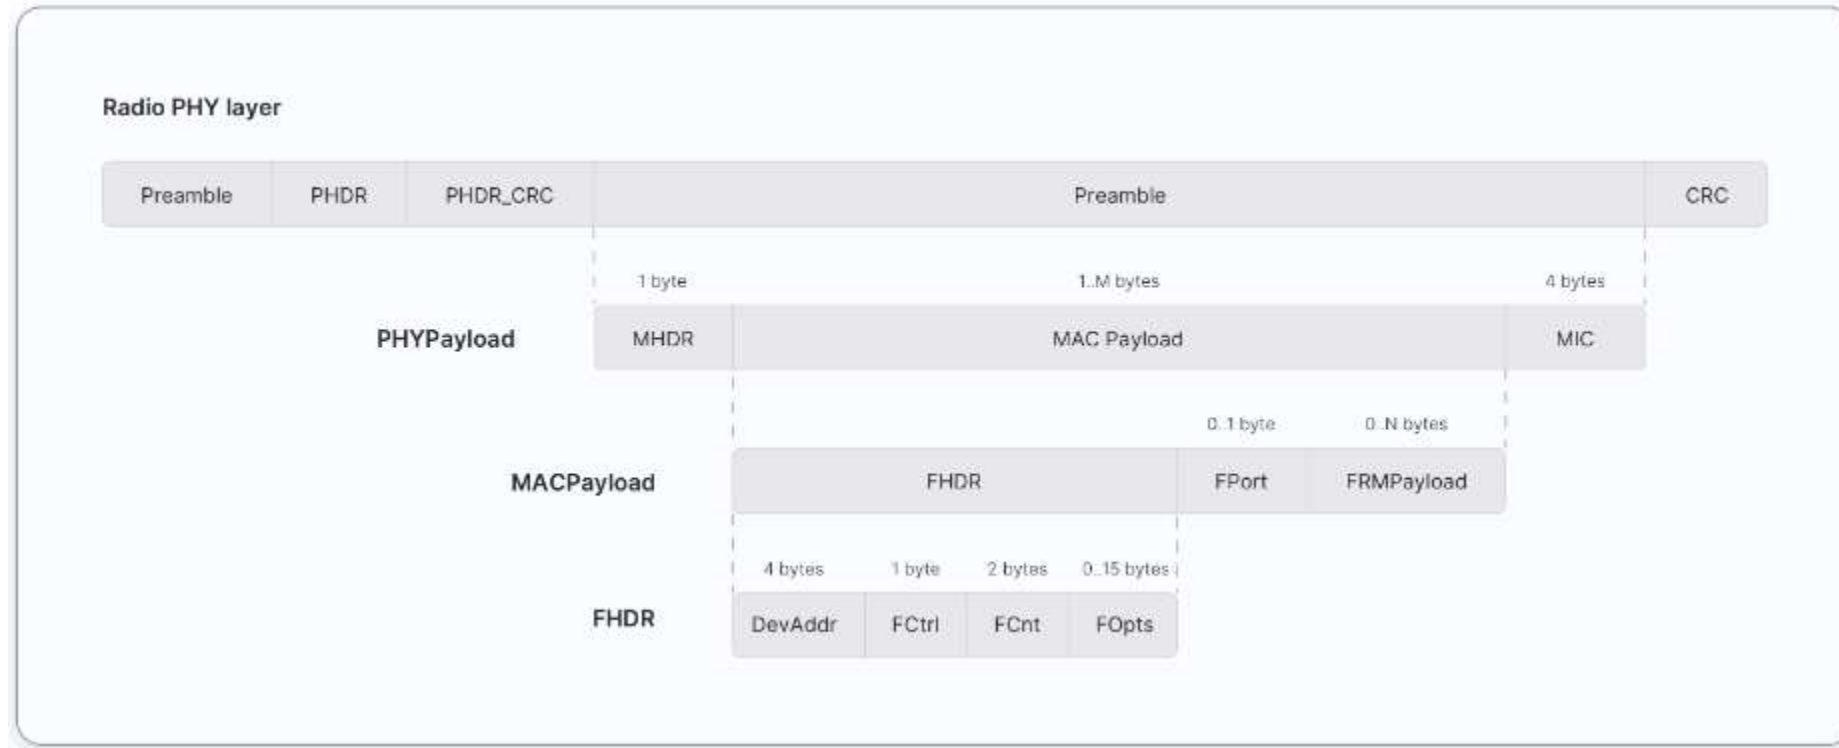 Radio PHY layer
Preamble PHDR PHDR_CRC Preamble CRC
1 byte 1..M bytes 4 bytes
PHYPayload MHDR MAC Payload MIC
0..1 byte 0..N bytes
MACPayload FHDR FPort FRMPayload
4 bytes 1 byte 2 bytes 0..15 bytes
FHDR DevAddr FCtrl FCnt FOpts